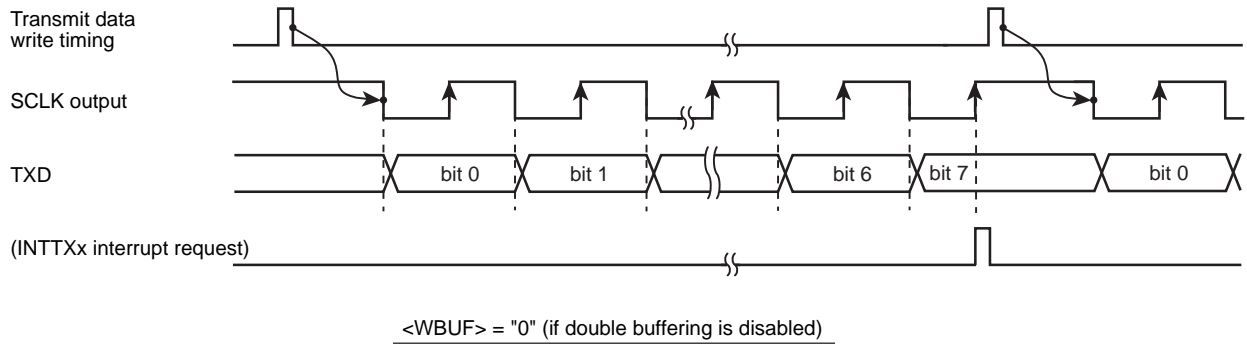 Transmit data
write timing
SCLK output
TXD
bit 0
bit 1
bit 6
bit 7
bit 0
(INTTXx interrupt request)
<WBUF> = "0" (if double buffering is disabled)